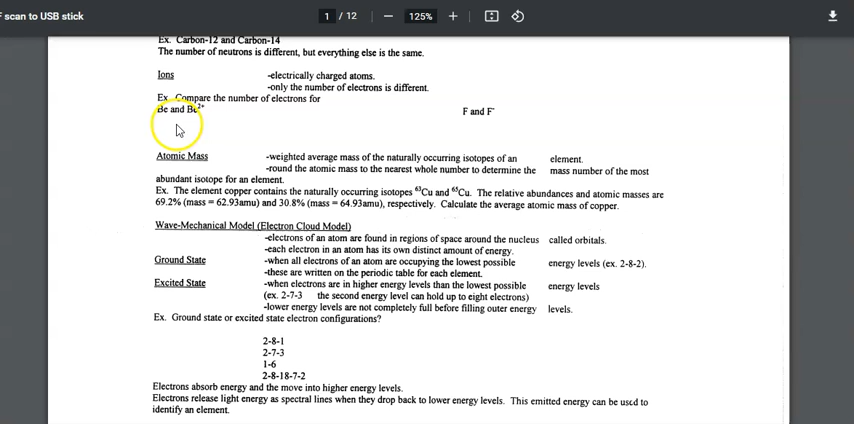 F scan to USB stick 1 / 12 125%
Ex. Carbon-12 and Carbon-14
The number of neutrons is different, but everything else is the same.
Ions -electrically charged atoms.
-only the number of electrons is different.
Ex. Compare the number of electrons for
Be and Be²⁺ F and F⁻
Atomic Mass -weighted average mass of the naturally occurring isotopes of an element.
-round the atomic mass to the nearest whole number to determine the mass number of the most
abundant isotope for an element.
Ex. The element copper contains the naturally occurring isotopes ⁶³Cu and ⁶⁵Cu. The relative abundances and atomic masses are
69.2% (mass = 62.93amu) and 30.8% (mass = 64.93amu), respectively. Calculate the average atomic mass of copper.
Wave-Mechanical Model (Electron Cloud Model)
-electrons of an atom are found in regions of space around the nucleus called orbitals.
-each electron in an atom has its own distinct amount of energy.
Ground State -when all electrons of an atom are occupying the lowest possible energy levels (ex. 2-8-2).
-these are written on the periodic table for each element.
Excited State -when electrons are in higher energy levels than the lowest possible energy levels
(ex. 2-7-3 the second energy level can hold up to eight electrons)
-lower energy levels are not completely full before filling outer energy levels.
Ex. Ground state or excited state electron configurations?
2-8-1
2-7-3
1-6
2-8-18-7-2
Electrons absorb energy and the move into higher energy levels.
Electrons release light energy as spectral lines when they drop back to lower energy levels. This emitted energy can be used to
identify an element.